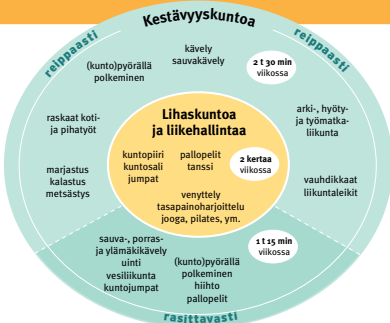 Kestävyyskuntoa
reippaasti
reippaasti
kävely
sauvakävely
2 t 30 min
viikossa
(kunto)pyörällä
polkeminen
raskaat koti-
ja pihatyöt
arki-, hyöty-
ja työmatka-
liikunta
marjastus
kalastus
metsästys
vauhdikkaat
liikuntaleikit
Lihaskuntoa
ja liikehallintaa
kuntopiiri
kuntosali
jumpat
pallopelit
tanssi
2 kertaa
viikossa
venyttely
tasapainoharjoittelu
jooga, pilates, ym.
sauva-, porras-
ja ylämäkikävely
uinti
vesiliikunta
kuntojumpat
(kunto)pyörällä
polkeminen
hiihto
pallopelit
1 t 15 min
viikossa
rasittavasti